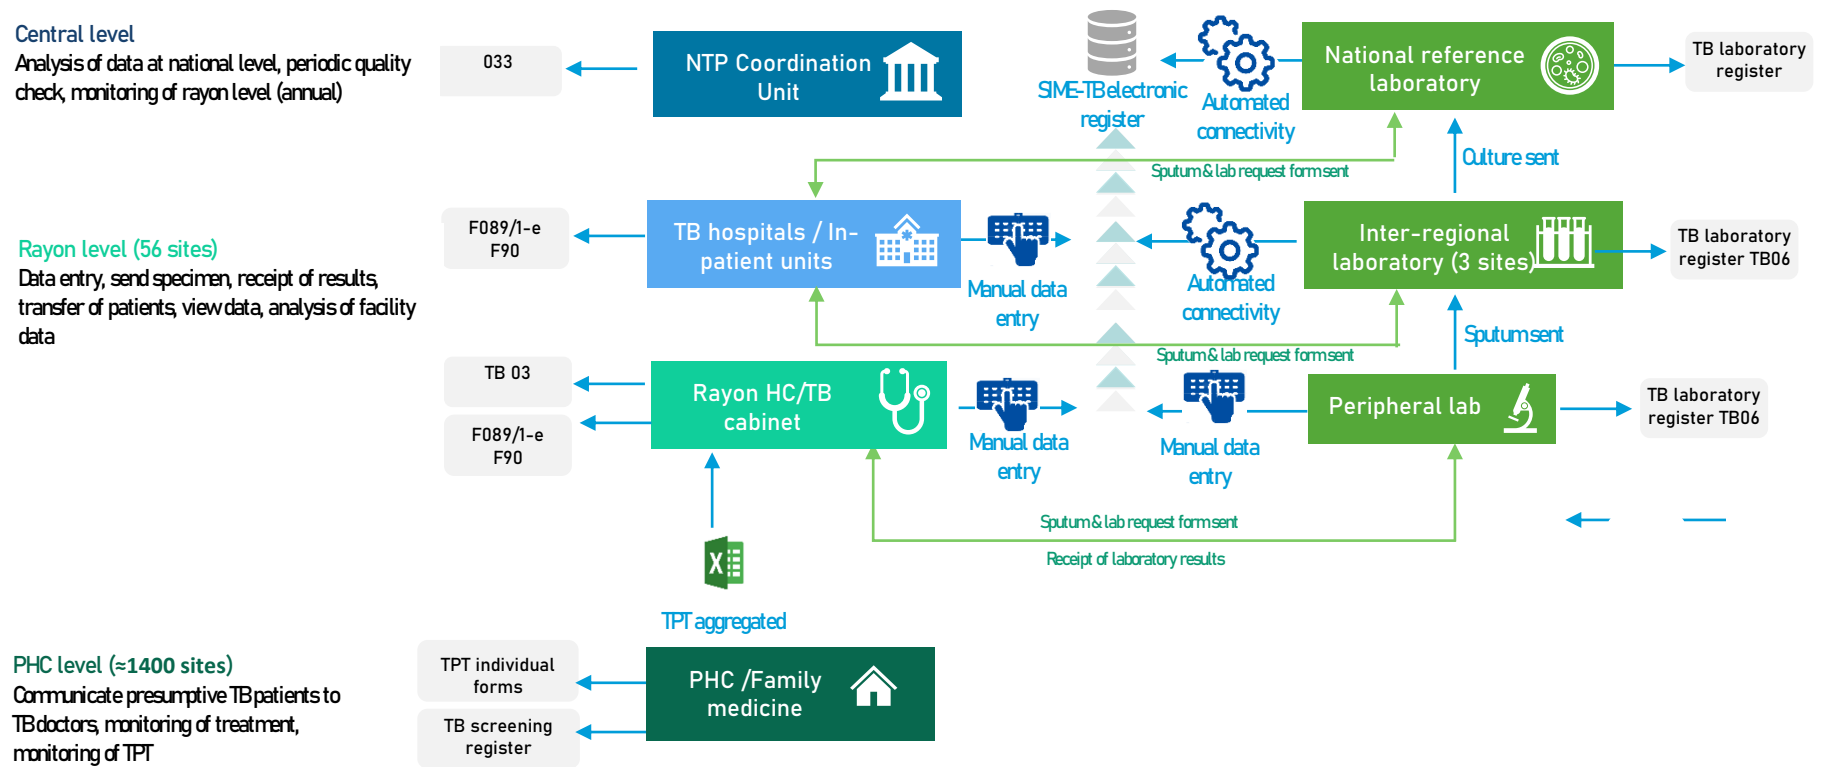 Central level
Analysis of data at national level, periodic quality
check, monitoring of rayon level (annual)
033
NTP Coordination
Unit
SIME-TB electronic
register
Automated
connectivity
National reference
laboratory
TB laboratory
register
Culture sent
Sputum & lab request form sent
Rayon level (56 sites)
Data entry, send specimen, receipt of results,
transfer of patients, view data, analysis of facility
data
F089/1-e
F90
TB hospitals / In-
patient units
Manual data
entry
Automated
connectivity
Inter-regional
laboratory (3 sites)
TB laboratory
register TB06
Sputum sent
Sputum & lab request form sent
TB 03
F089/1-e
F90
Rayon HC/TB
cabinet
Manual data
entry
Manual data
entry
Peripheral lab
TB laboratory
register TB06
Sputum & lab request form sent
Receipt of laboratory results
X
TPT aggregated
PHC level (≈1400 sites)
Communicate presumptive TB patients to
TB doctors, monitoring of treatment,
monitoring of TPT
TPT individual
forms
TB screening
register
PHC /Family
medicine